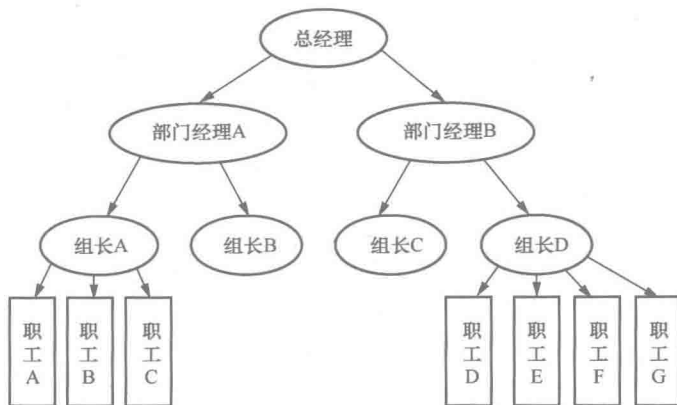 总经理
部门经理A
部门经理B
组长A
组长B
组长C
组长D
职工A
职工B
职工C
职工D
职工E
职工F
职工G